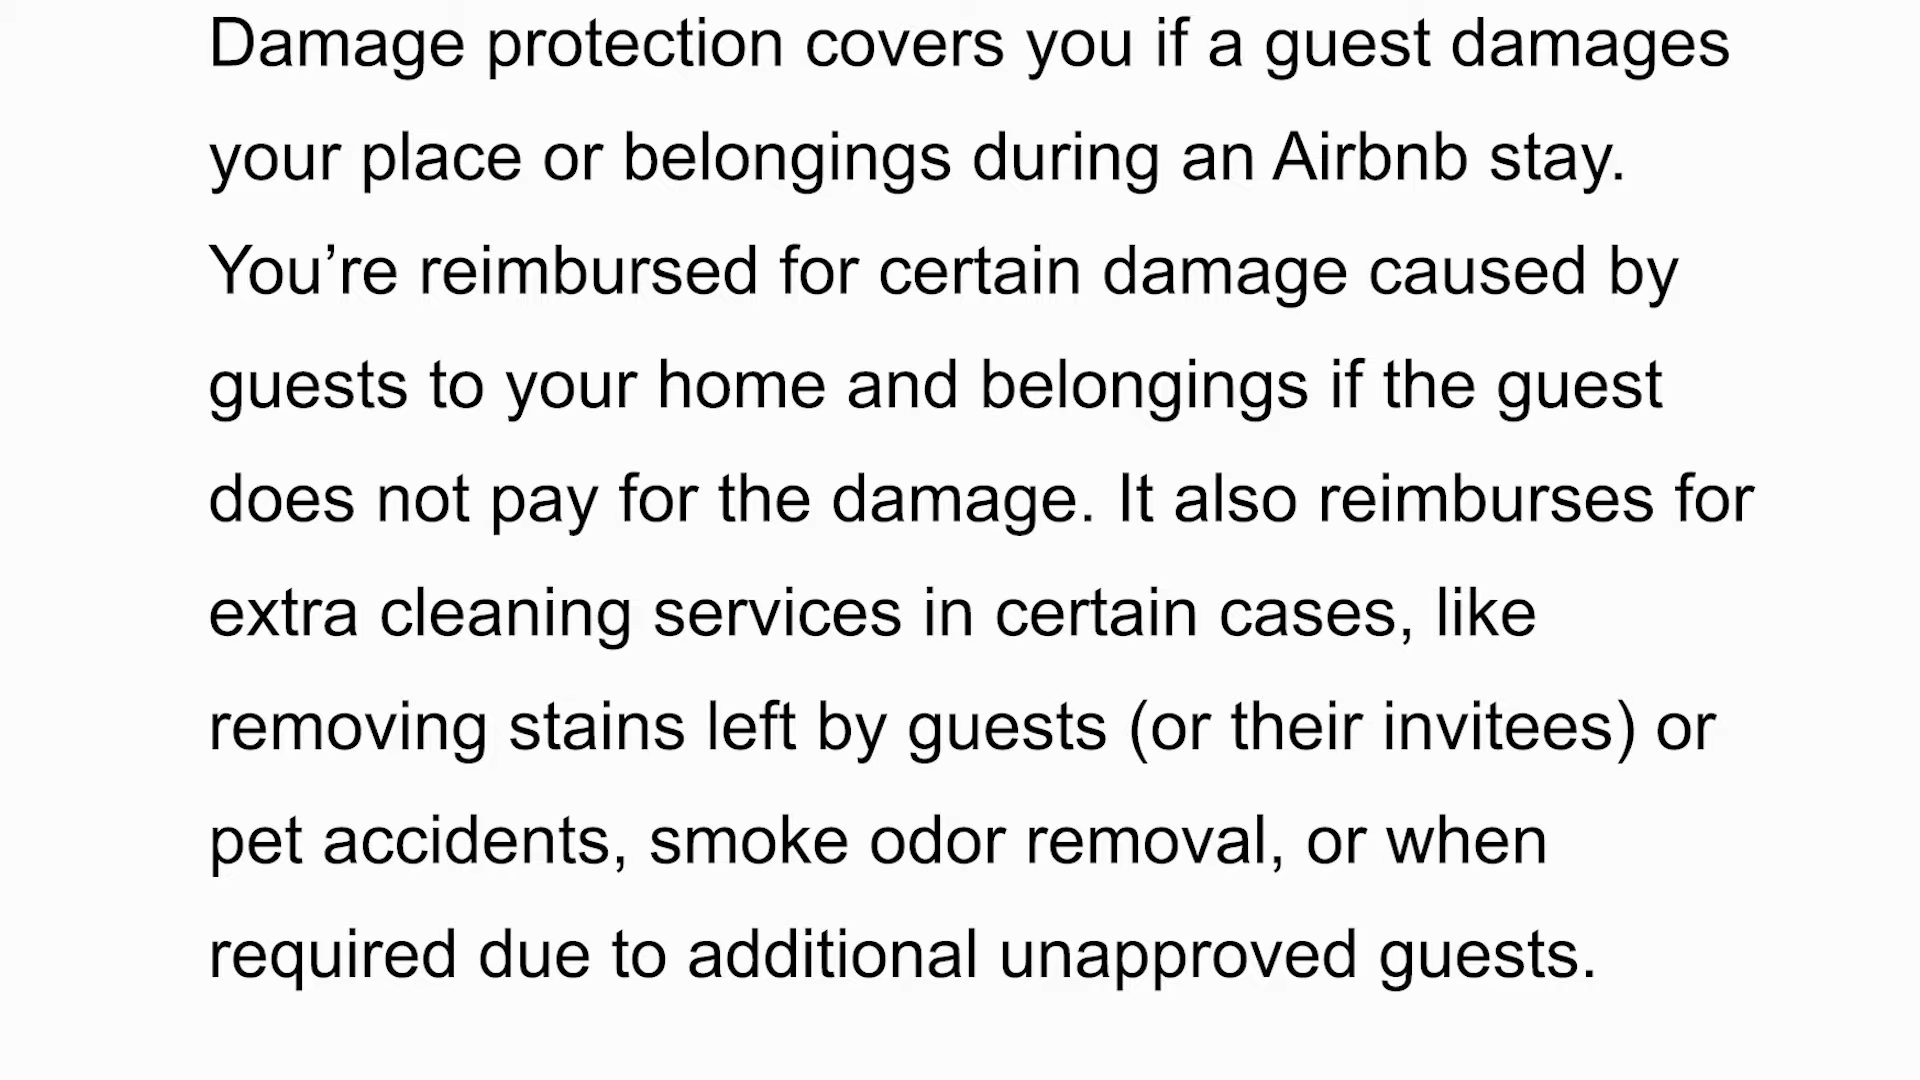 Damage protection covers you if a guest damages
your place or belongings during an Airbnb stay.
You’re reimbursed for certain damage caused by
guests to your home and belongings if the guest
does not pay for the damage. It also reimburses for
extra cleaning services in certain cases, like
removing stains left by guests (or their invitees) or
pet accidents, smoke odor removal, or when
required due to additional unapproved guests.